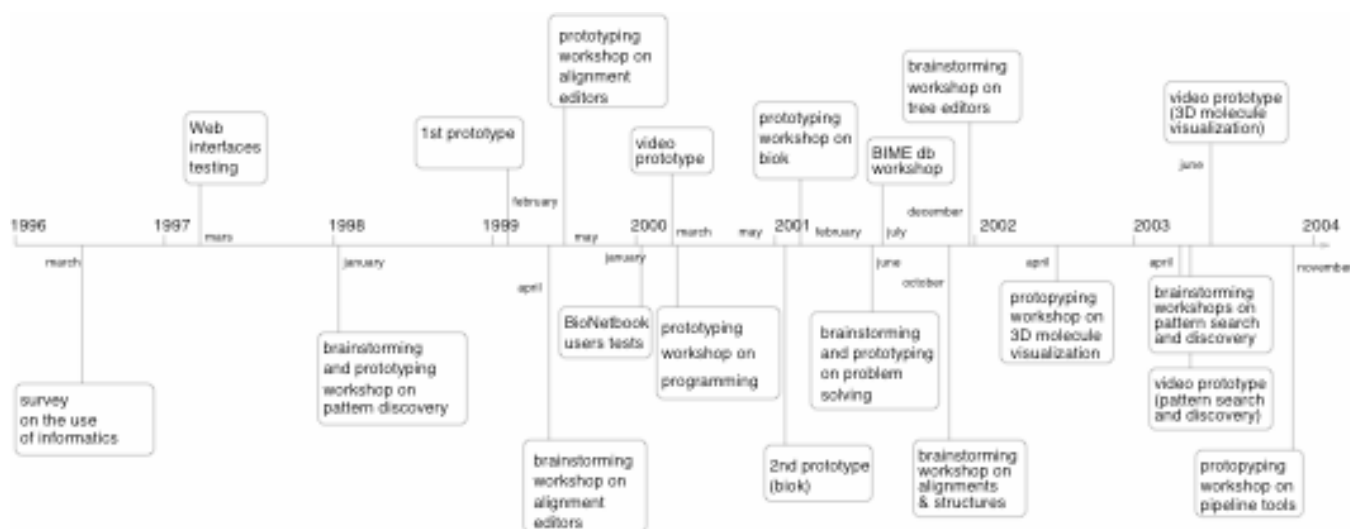 prototyping
workshop on
alignment
editors
brainstorming
workshop on
tree editors
video prototype
(3D molecule
visualization)
Web
interfaces
testing
1st prototype
video
prototype
prototyping
workshop on
biok
BIME db
workshop
june
february
december
1996
1997
1998
1999
2000
2001
2002
2003
2004
mars
may
march
may
february
july
march
january
april
january
june
october
april
april
november
BioNetbook
users tests
prototyping
workshop on
programming
brainstorming
and prototyping
on problem
solving
protopyping
workshop on
3D molecule
visualization
brainstorming
workshops on
pattern search
and discovery
brainstorming
and prototyping
workshop on
pattern discovery
survey
on the use
of informatics
video prototype
(pattern search
and discovery)
brainstorming
workshop on
alignment
editors
2nd prototype
(biok)
brainstorming
workshop on
alignments
& structures
protopyping
workshop on
pipeline tools